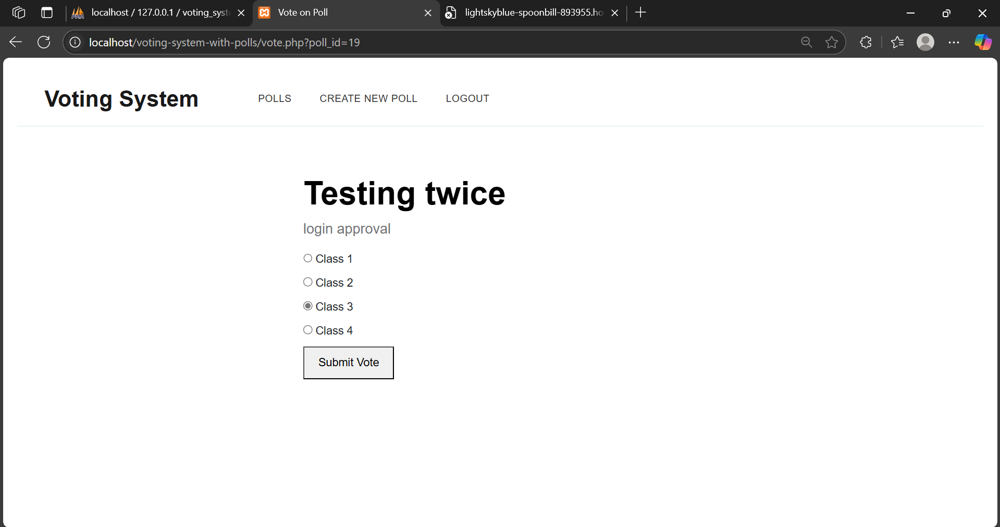 localhost / 127.0.0.1 / voting_syst
Vote on Poll
lightskyblue-spoonbill-893955.ho
localhost/voting-system-with-polls/vote.php?poll_id=19
Voting System
POLLS
CREATE NEW POLL
LOGOUT
Testing twice
login approval
Class 1
Class 2
Class 3
Class 4
Submit Vote